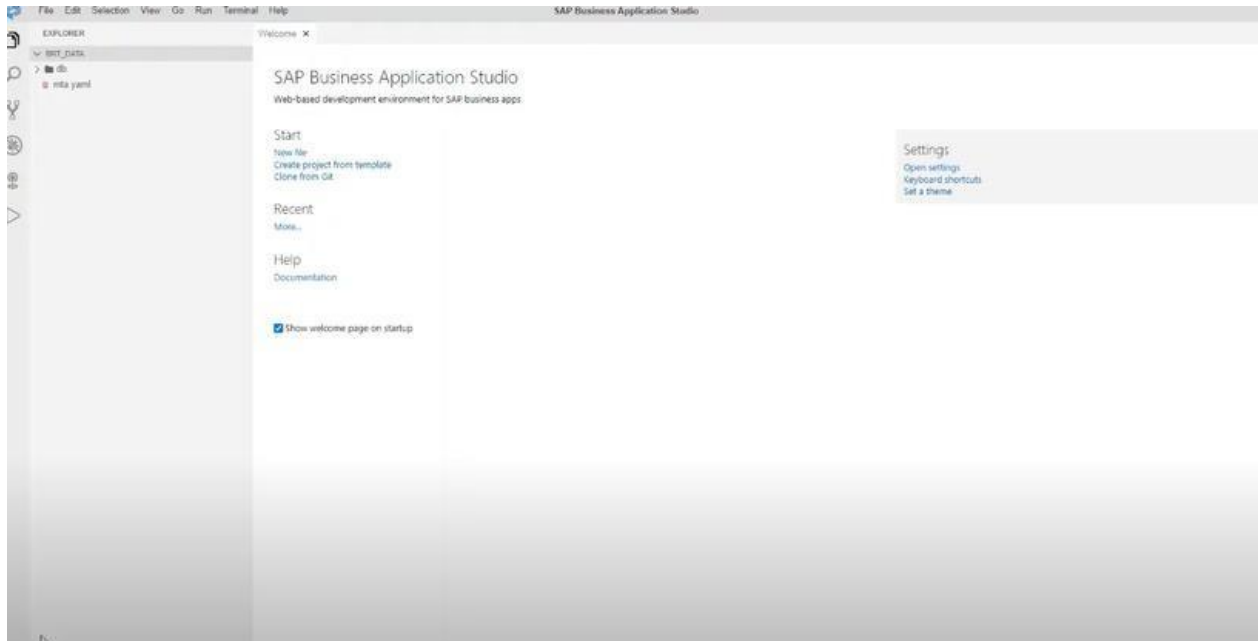 File Edit Selection View Go Run Terminal Help
SAP Business Application Studio
EXPLORER
Welcome
db
mta.yaml
SAP Business Application Studio
Web-based development environment for SAP business apps
Start
New file
Create project from template
Clone from Git
Recent
More...
Help
Documentation
Show welcome page on startup
Settings
Open settings
Keyboard shortcuts
Set a theme